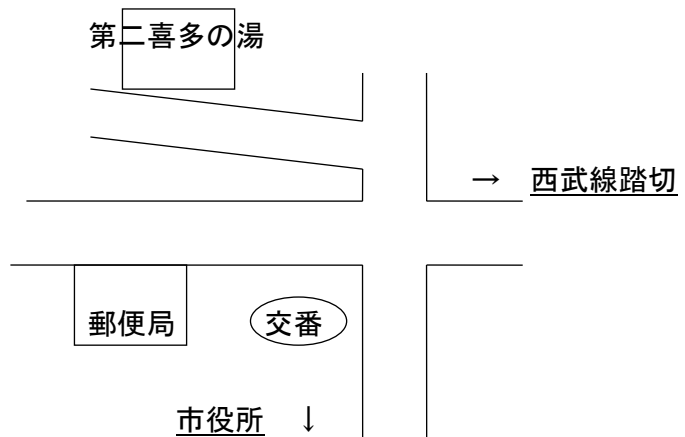 第二喜多の湯
→ 西武線踏切
郵便局
交番
市役所 ↓